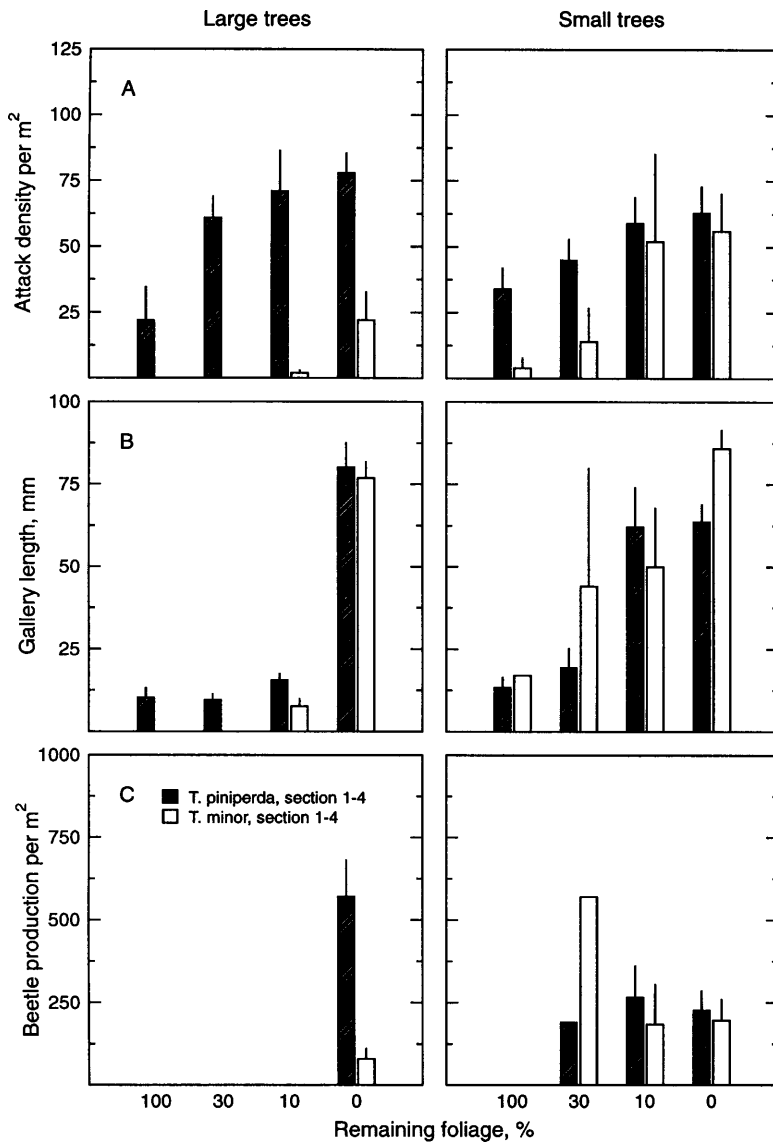 Large trees
Small trees
A
Attack density per m²
125
100
75
50
25
B
Gallery length, mm
100
75
50
25
C
T. piniperda, section 1-4
T. minor, section 1-4
Beetle production per m²
1000
750
500
250
100 30 10 0
100 30 10 0
Remaining foliage, %